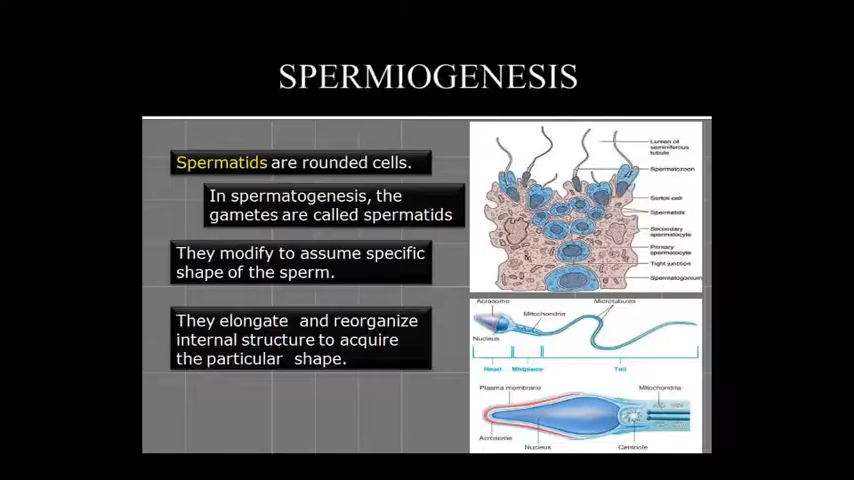 SPERMIOGENESIS
Spermatids are rounded cells.
In spermatogenesis, the
gametes are called spermatids
They modify to assume specific
shape of the sperm.
They elongate and reorganize
internal structure to acquire
the particular shape.
Lumen of
seminiferous
tubule
Spermatozoon
Sertoli cell
Spermatids
Secondary
spermatocyte
Primary
spermatocyte
Tight junction
Spermatogonium
Acrosome
Microtubules
Mitochondria
Nucleus
Head Midpiece Tail
Plasma membrane
Mitochondria
Acrosome
Nucleus
Centriole